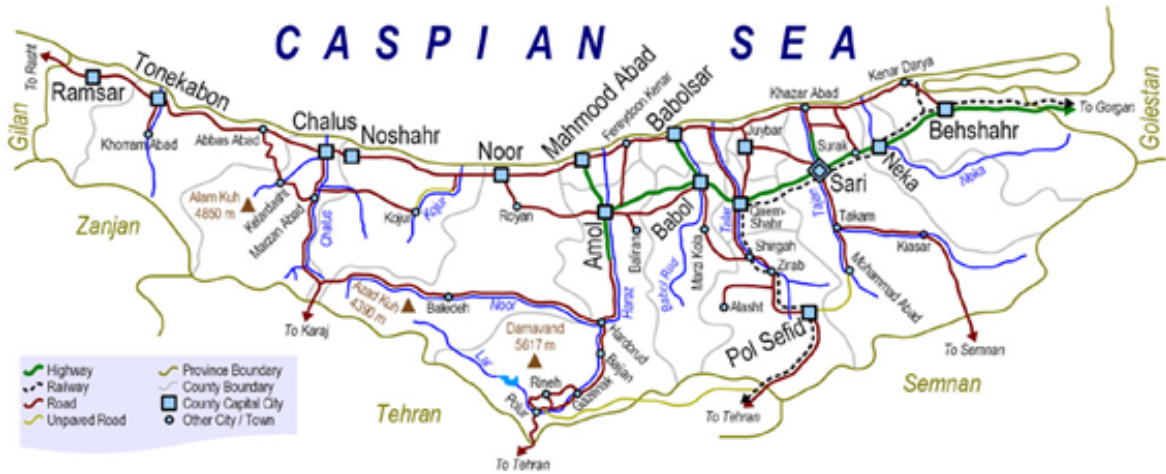 CASPIAN SEA
To Rasht
Ramsar
Tonekabon
Gilan
Khorram Abad
Abbas Abad
Chalus
Noshahr
Noor
Mahmood Abad
Fereydoon Kenar
Babolsar
Khazar Abad
Kenar Darya
To Gorgan
Golestan
Behshahr
Juybar
Surak
Neka
Neka
Sari
Zanjan
Alam Kuh
4850 m
Kelardasht
Marzan Abad
Chalus
Kojur
Kojur
Royan
Amol
Baliran
Babol
Babol Rud
Marzi Kola
Qaem-
Shahr
Talar
Tajan
Takam
Kiasar
Shirgah
Zirab
Mohammad Abad
Alasht
Pol Sefid
To Karaj
Azad Kuh
4390 m
Baladeh
Noor
Haraz
Damavand
5617 m
Hardorud
Baijan
Lar
Rineh
Gazanak
Polur
To Tehran
To Tehran
To Semnan
Semnan
Tehran
Highway
Railway
Road
Unpaved Road
Province Boundary
County Boundary
County Capital City
Other City / Town